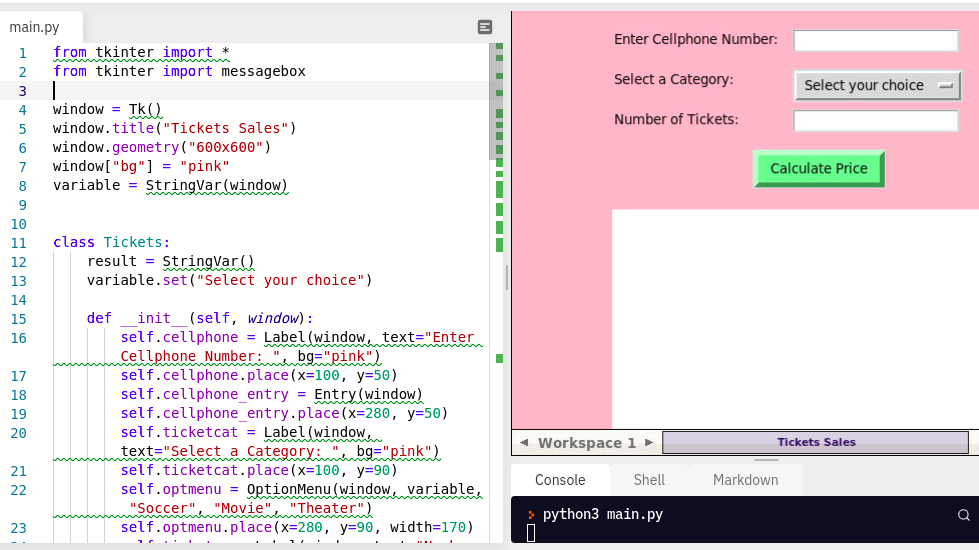 main.py
1 from tkinter import *
2 from tkinter import messagebox
3
4 window = Tk()
5 window.title("Tickets Sales")
6 window.geometry("600x600")
7 window["bg"] = "pink"
8 variable = StringVar(window)
9
10
11 class Tickets:
12 result = StringVar()
13 variable.set("Select your choice")
14
15 def __init__(self, window):
16 self.cellphone = Label(window, text="Enter
Cellphone Number: ", bg="pink")
17 self.cellphone.place(x=100, y=50)
18 self.cellphone_entry = Entry(window)
19 self.cellphone_entry.place(x=280, y=50)
20 self.ticketcat = Label(window,
text="Select a Category: ", bg="pink")
21 self.ticketcat.place(x=100, y=90)
22 self.optmenu = OptionMenu(window, variable,
"Soccer", "Movie", "Theater")
23 self.optmenu.place(x=280, y=90, width=170)
Enter Cellphone Number:
Select a Category:
Select your choice
Number of Tickets:
Calculate Price
Workspace 1
Tickets Sales
Console Shell Markdown
python3 main.py